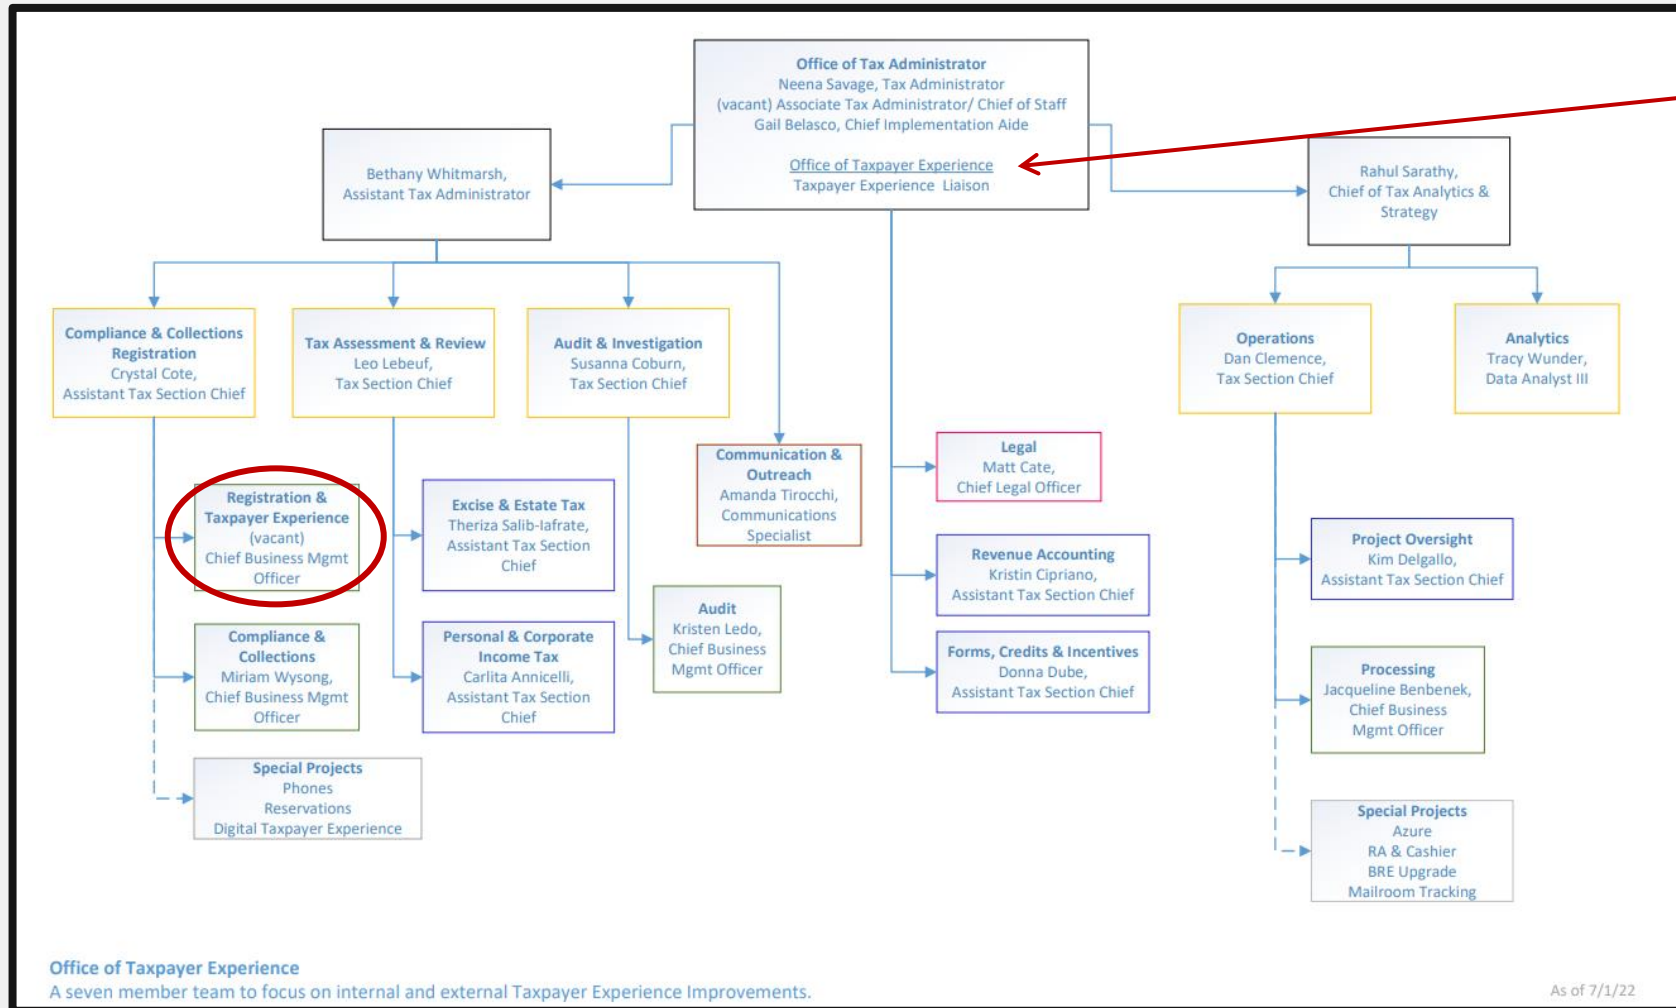 Office of Tax Administrator
Neena Savage, Tax Administrator
(vacant) Associate Tax Administrator/ Chief of Staff
Gail Belasco, Chief Implementation Aide
Office of Taxpayer Experience
Taxpayer Experience Liaison
Bethany Whitmarsh,
Assistant Tax Administrator
Rahul Sarathy,
Chief of Tax Analytics &
Strategy
Compliance & Collections
Registration
Crystal Cote,
Assistant Tax Section Chief
Tax Assessment & Review
Leo Lebeuf,
Tax Section Chief
Audit & Investigation
Susanna Coburn,
Tax Section Chief
Operations
Dan Clemence,
Tax Section Chief
Analytics
Tracy Wunder,
Data Analyst III
Registration &
Taxpayer Experience
(vacant)
Chief Business Mgmt
Officer
Excise & Estate Tax
Theriza Salib-Iafrate,
Assistant Tax Section
Chief
Communication &
Outreach
Amanda Tirocchi,
Communications
Specialist
Legal
Matt Cate,
Chief Legal Officer
Revenue Accounting
Kristin Cipriano,
Assistant Tax Section Chief
Project Oversight
Kim Delgallo,
Assistant Tax Section Chief
Compliance &
Collections
Miriam Wysong,
Chief Business Mgmt
Officer
Personal & Corporate
Income Tax
Carlita Annicelli,
Assistant Tax Section
Chief
Audit
Kristen Ledo,
Chief Business
Mgmt Officer
Forms, Credits & Incentives
Donna Dube,
Assistant Tax Section Chief
Processing
Jacqueline Benbenek,
Chief Business
Mgmt Officer
Special Projects
Phones
Reservations
Digital Taxpayer Experience
Special Projects
Azure
RA & Cashier
BRE Upgrade
Mailroom Tracking
Office of Taxpayer Experience
A seven member team to focus on internal and external Taxpayer Experience Improvements.
As of 7/1/22